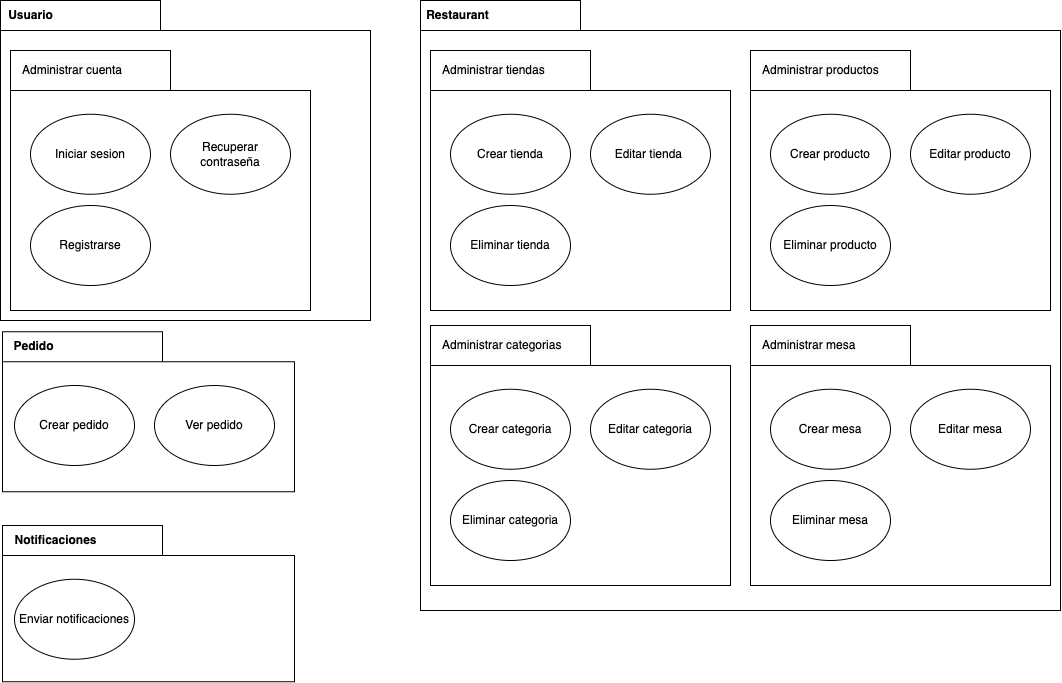 Usuario
Administrar cuenta
Iniciar sesion
Recuperar
contraseña
Registrarse
Pedido
Crear pedido
Ver pedido
Notificaciones
Enviar notificaciones
Restaurant
Administrar tiendas
Crear tienda
Editar tienda
Eliminar tienda
Administrar productos
Crear producto
Editar producto
Eliminar producto
Administrar categorias
Crear categoria
Editar categoria
Eliminar categoria
Administrar mesa
Crear mesa
Editar mesa
Eliminar mesa